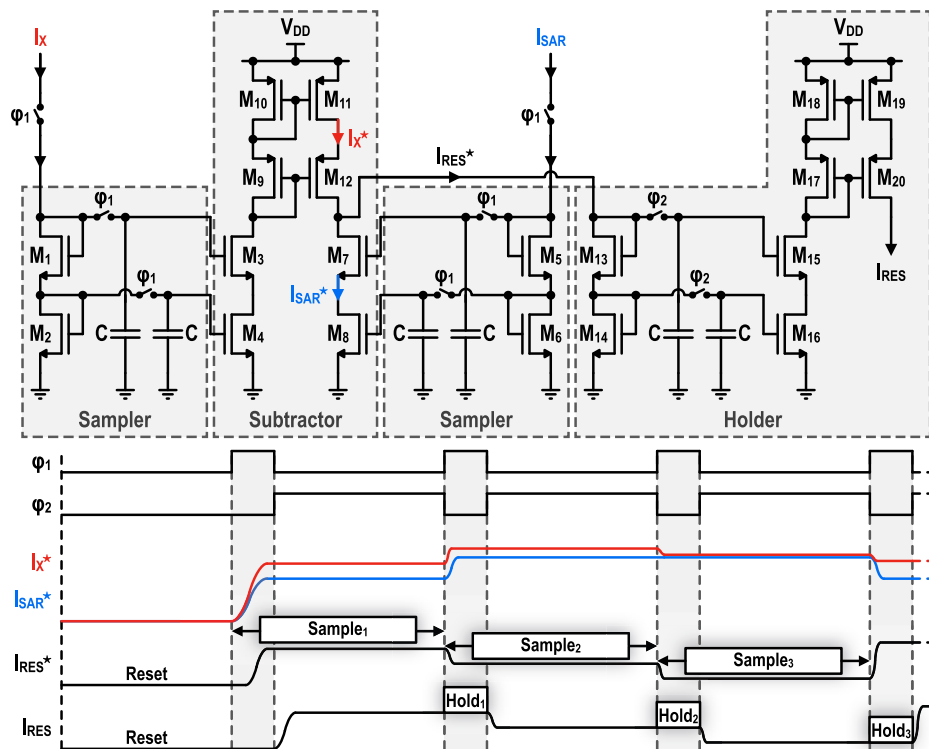 I_X
V_DD
I_SAR
V_DD
φ₁
M₁₀
M₁₁
φ₁
M₁₈
M₁₉
I_X*
I_RES*
M₉
M₁₂
M₁₇
M₂₀
φ₁
φ₁
φ₂
M₁
M₃
M₇
M₅
M₁₃
M₁₅
I_RES
φ₁
I_SAR*
φ₁
φ₂
M₂
C
C
M₄
M₈
C
C
M₆
M₁₄
C
C
M₁₆
Sampler
Subtractor
Sampler
Holder
φ₁
φ₂
I_X*
I_SAR*
Sample₁
Sample₂
Sample₃
I_RES*
Reset
Hold₁
Hold₂
Hold₃
I_RES
Reset